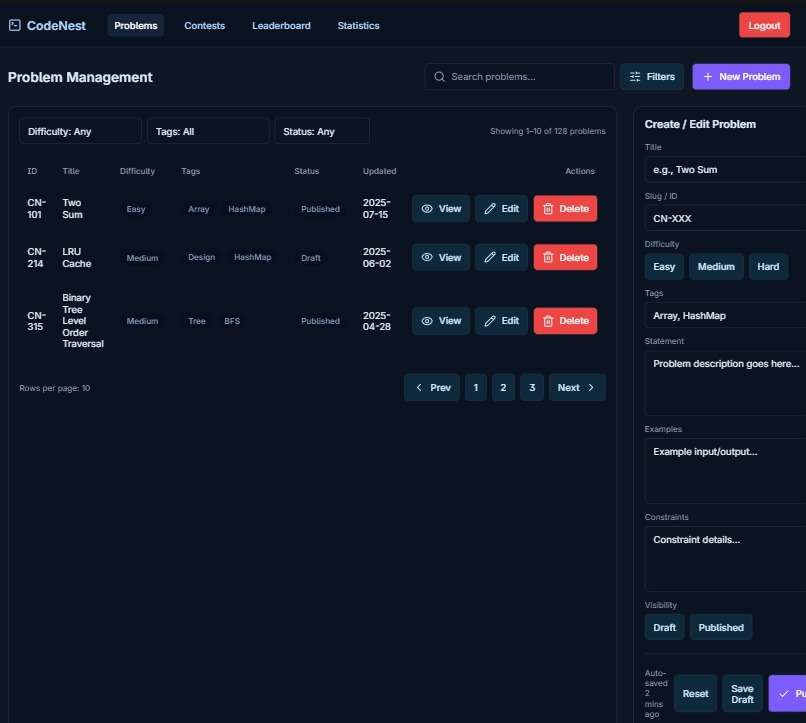 CodeNest Problems Contests Leaderboard Statistics Logout
Problem Management Search problems... Filters New Problem
Difficulty: Any Tags: All Status: Any Showing 1–10 of 128 problems
ID Title Difficulty Tags Status Updated Actions
CN-
101
Two
Sum
Easy Array HashMap Published
2025-
07-15
View Edit Delete
CN-
214
LRU
Cache
Medium Design HashMap Draft
2025-
06-02
View Edit Delete
CN-
315
Binary
Tree
Level
Order
Traversal
Medium Tree BFS Published
2025-
04-28
View Edit Delete
Rows per page: 10 Prev 1 2 3 Next
Create / Edit Problem
Title
e.g., Two Sum
Slug / ID
CN-XXX
Difficulty
Easy Medium Hard
Tags
Array, HashMap
Statement
Problem description goes here...
Examples
Example input/output...
Constraints
Constraint details...
Visibility
Draft Published
Auto-
saved
2
mins
ago
Reset
Save
Draft